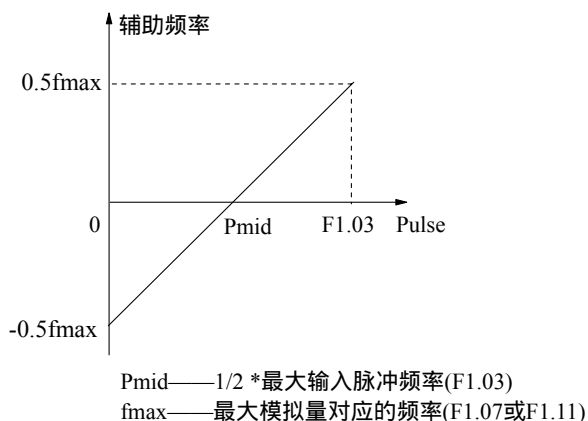 辅助频率
0.5fmax
0
Pmid
F1.03
Pulse
-0.5fmax
Pmid——1/2 *最大输入脉冲频率(F1.03)
fmax——最大模拟量对应的频率(F1.07或F1.11)